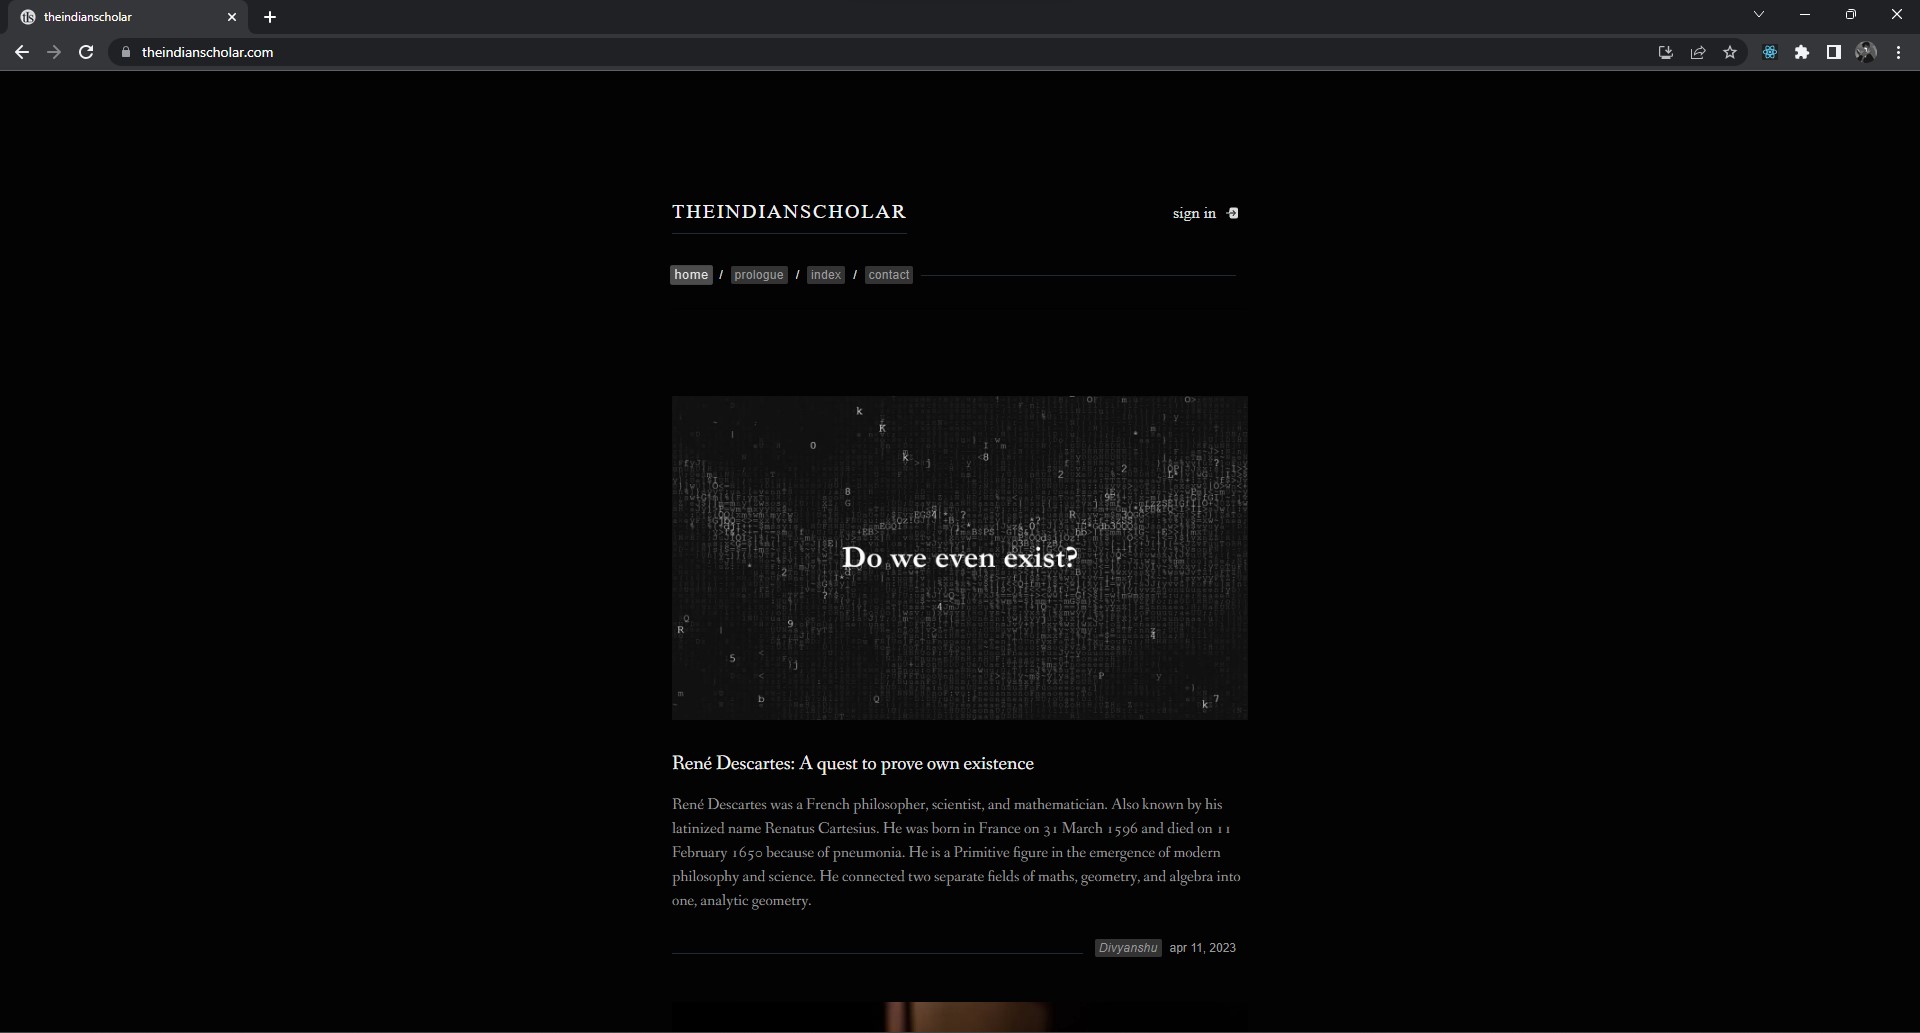 theindianscholar
theindianscholar.com
THEINDIANSCHOLAR
sign in
home / prologue / index / contact
Do we even exist?
René Descartes: A quest to prove own existence
René Descartes was a French philosopher, scientist, and mathematician. Also known by his
latinized name Renatus Cartesius. He was born in France on 31 March 1596 and died on 11
February 1650 because of pneumonia. He is a Primitive figure in the emergence of modern
philosophy and science. He connected two separate fields of maths, geometry, and algebra into
one, analytic geometry.
Divyanshu apr 11, 2023